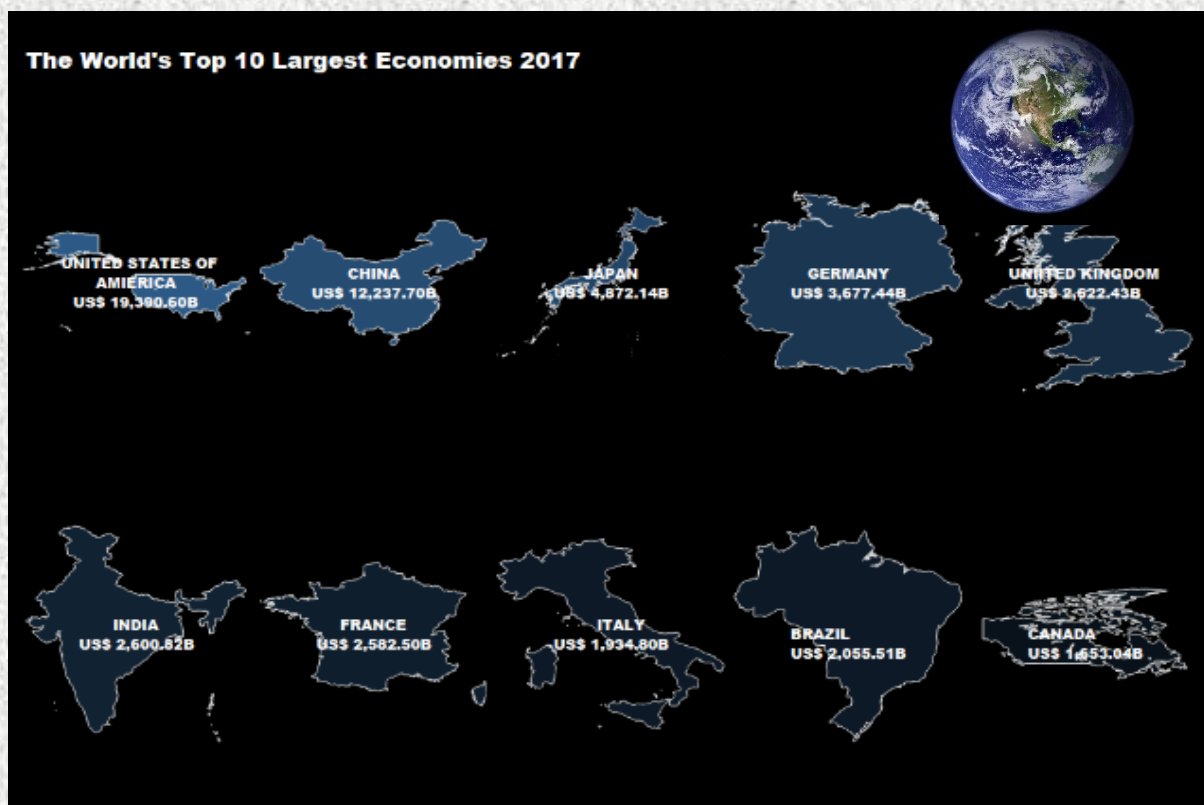 The World's Top 10 Largest Economies 2017
UNITED STATES OF
AMERICA
US$ 19,390.60B
CHINA
US$ 12,237.70B
JAPAN
US$ 4,872.14B
GERMANY
US$ 3,677.44B
UNITED KINGDOM
US$ 2,622.43B
INDIA
US$ 2,600.82B
FRANCE
US$ 2,582.50B
ITALY
US$ 1,934.80B
BRAZIL
US$ 2,055.51B
CANADA
US$ 1,653.04B